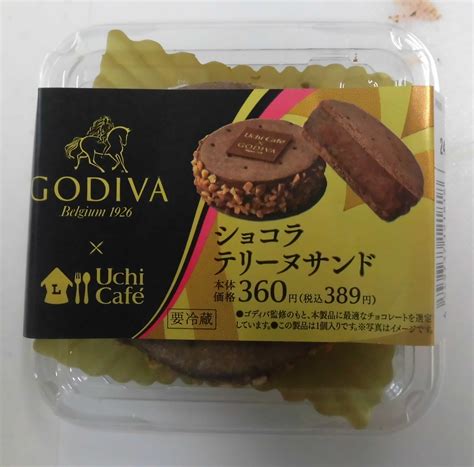 GODIVA
Belgium 1926
×
L Uchi
Café
Uchi Café
×
GODIVA
ショコラ
テリーヌサンド
本体
価格 360円(税込389円)
要冷蔵
●ゴディバ監修のもと、本製品に最適なチョコレートを選定
しています。●この製品は1個入りです。※写真はイメージです。